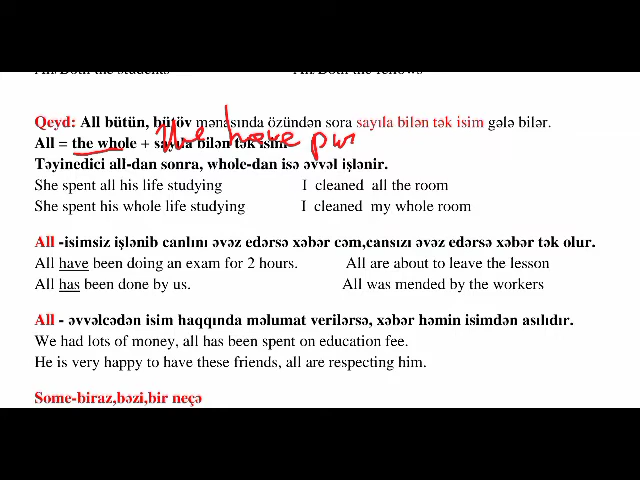 Qeyd: All bütün, bütöv mənasında özündən sora sayıla bilən tək isim gələ bilər.
The have pur
All = the whole + sayıla bilən tək isim
Təyinedici all-dan sonra, whole-dan isə əvvəl işlənir.
She spent all his life studying I cleaned all the room
She spent his whole life studying I cleaned my whole room
All -isimsiz işlənib canlını əvəz edərsə xəbər cəm,cansızı əvəz edərsə xəbər tək olur.
All have been doing an exam for 2 hours. All are about to leave the lesson
All has been done by us. All was mended by the workers
All - əvvəlcədən isim haqqında məlumat verilərsə, xəbər həmin isimdən asılıdır.
We had lots of money, all has been spent on education fee.
He is very happy to have these friends, all are respecting him.
Some-biraz,bəzi,bir neçə